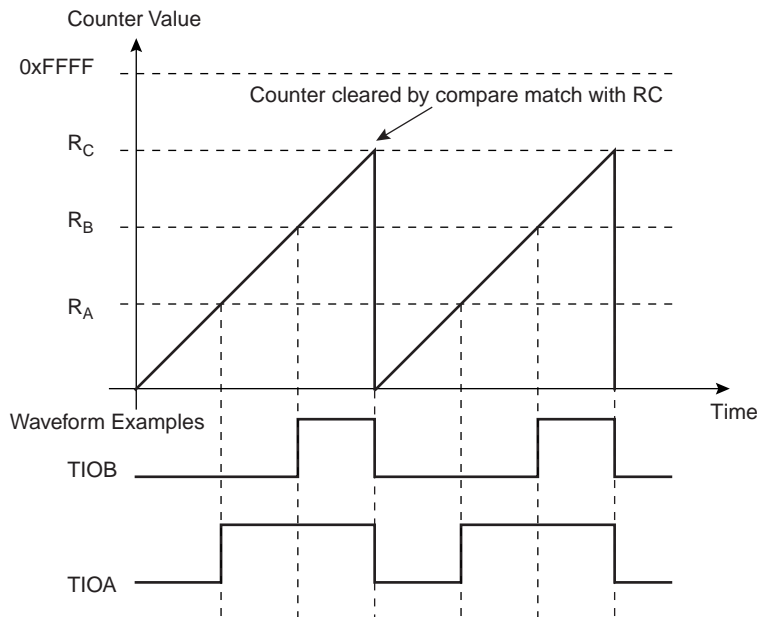 Counter Value
0xFFFF
Counter cleared by compare match with RC
RC
RB
RA
Time
Waveform Examples
TIOB
TIOA